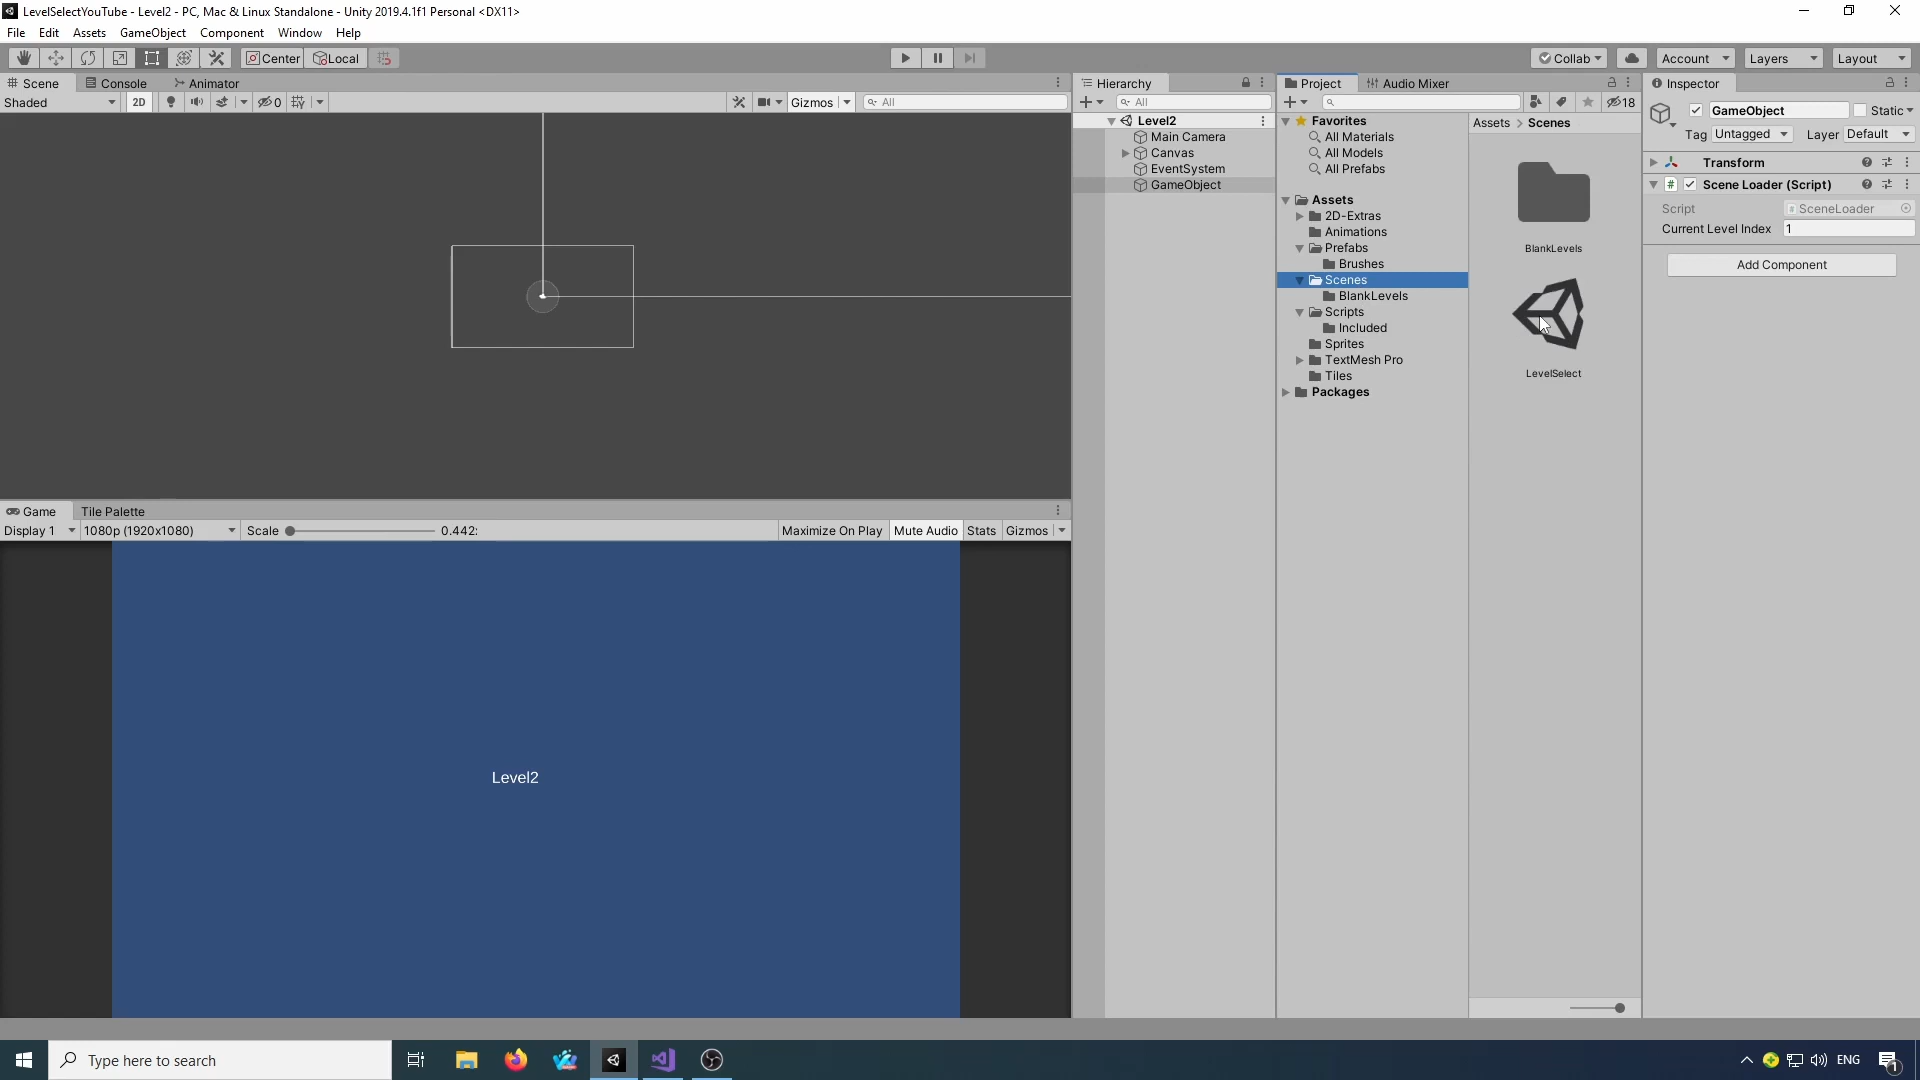 LevelSelectYouTube - Level2 - PC, Mac & Linux Standalone - Unity 2019.4.1f1 Personal <DX11>
File Edit Assets GameObject Component Window Help
Center Local
Collab Account Layers Layout
Scene Console Animator
Shaded 2D 0 Gizmos All
Game Tile Palette
Display 1 1080p (1920x1080) Scale 0.442: Maximize On Play Mute Audio Stats Gizmos
Level2
Hierarchy
All
Level2
Main Camera
Canvas
EventSystem
GameObject
Project Audio Mixer
18
Favorites
All Materials
All Models
All Prefabs
Assets
2D-Extras
Animations
Prefabs
Brushes
Scenes
BlankLevels
Scripts
Included
Sprites
TextMesh Pro
Tiles
Packages
Assets > Scenes
BlankLevels
LevelSelect
Inspector
GameObject Static
Tag Untagged Layer Default
Transform
# Scene Loader (Script)
Script SceneLoader
Current Level Index 1
Add Component
Type here to search
ENG
1